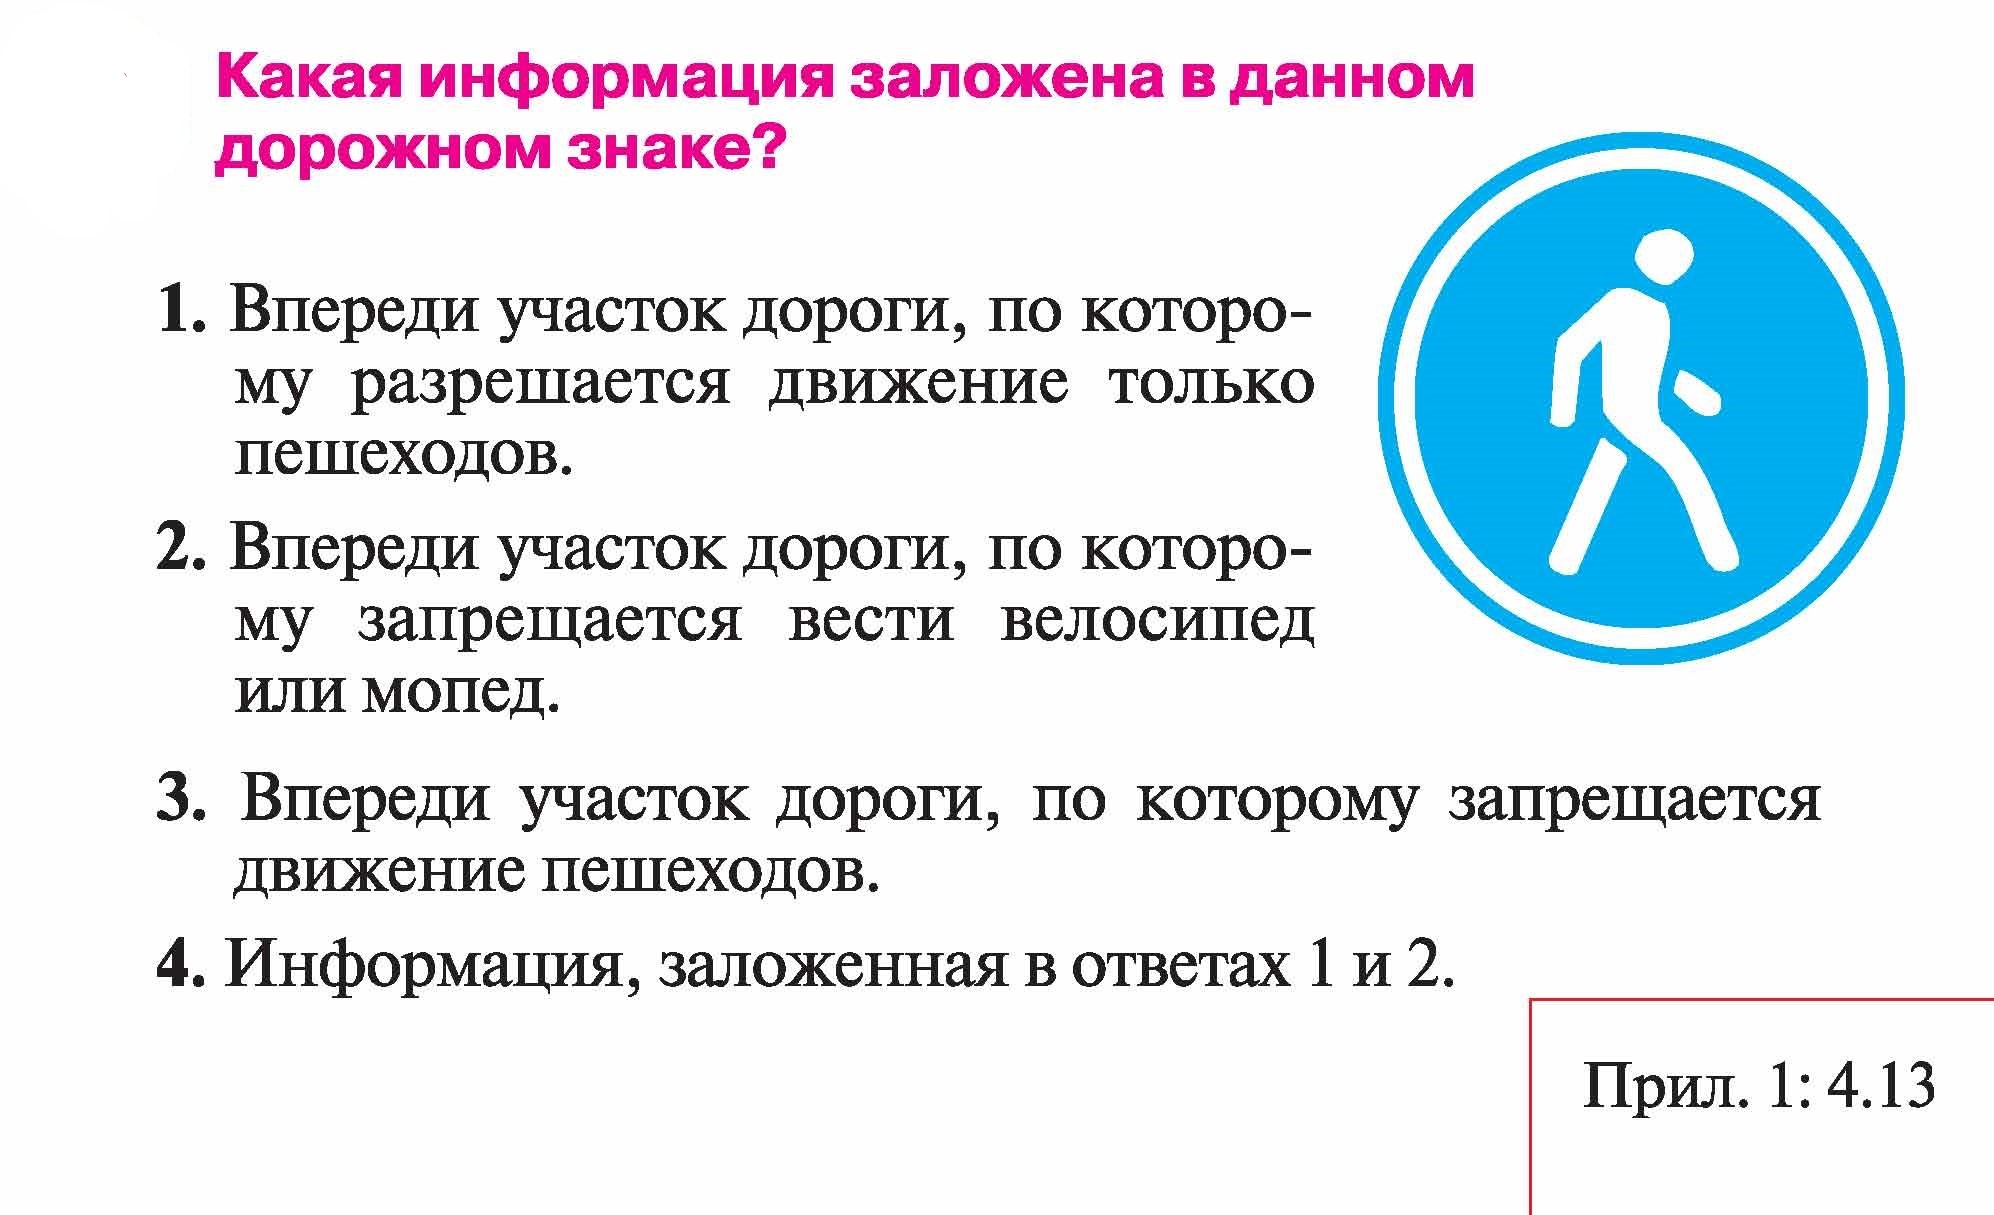 Какая информация заложена в данном
дорожном знаке?
1. Впереди участок дороги, по которо-
му разрешается движение только
пешеходов.
2. Впереди участок дороги, по которо-
му запрещается вести велосипед
или мопед.
3. Впереди участок дороги, по которому запрещается
движение пешеходов.
4. Информация, заложенная в ответах 1 и 2.
Прил. 1: 4.13